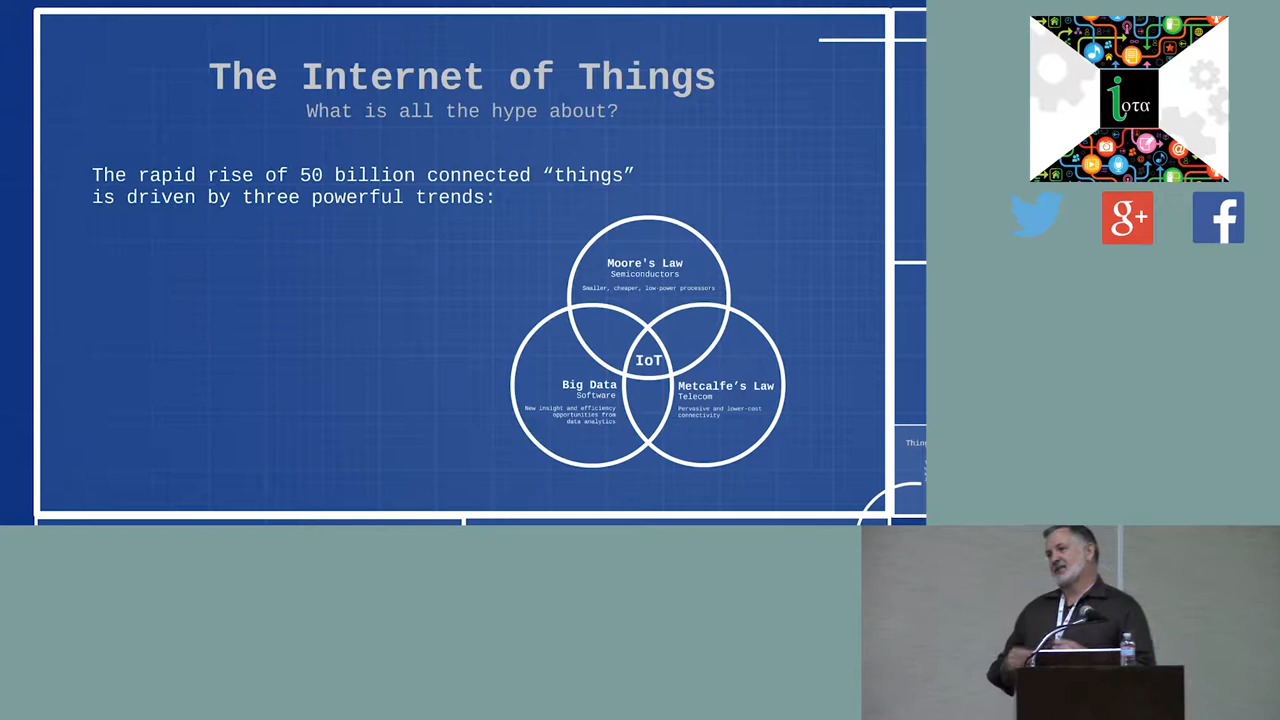 The Internet of Things
What is all the hype about?
The rapid rise of 50 billion connected “things”
is driven by three powerful trends:
Moore's Law
Semiconductors
Smaller, cheaper, low-power processors
IoT
Big Data
Software
New insight and efficiency
opportunities from
data analytics
Metcalfe’s Law
Telecom
Pervasive and lower-cost
connectivity
Thing
iοτα
g+
f
@